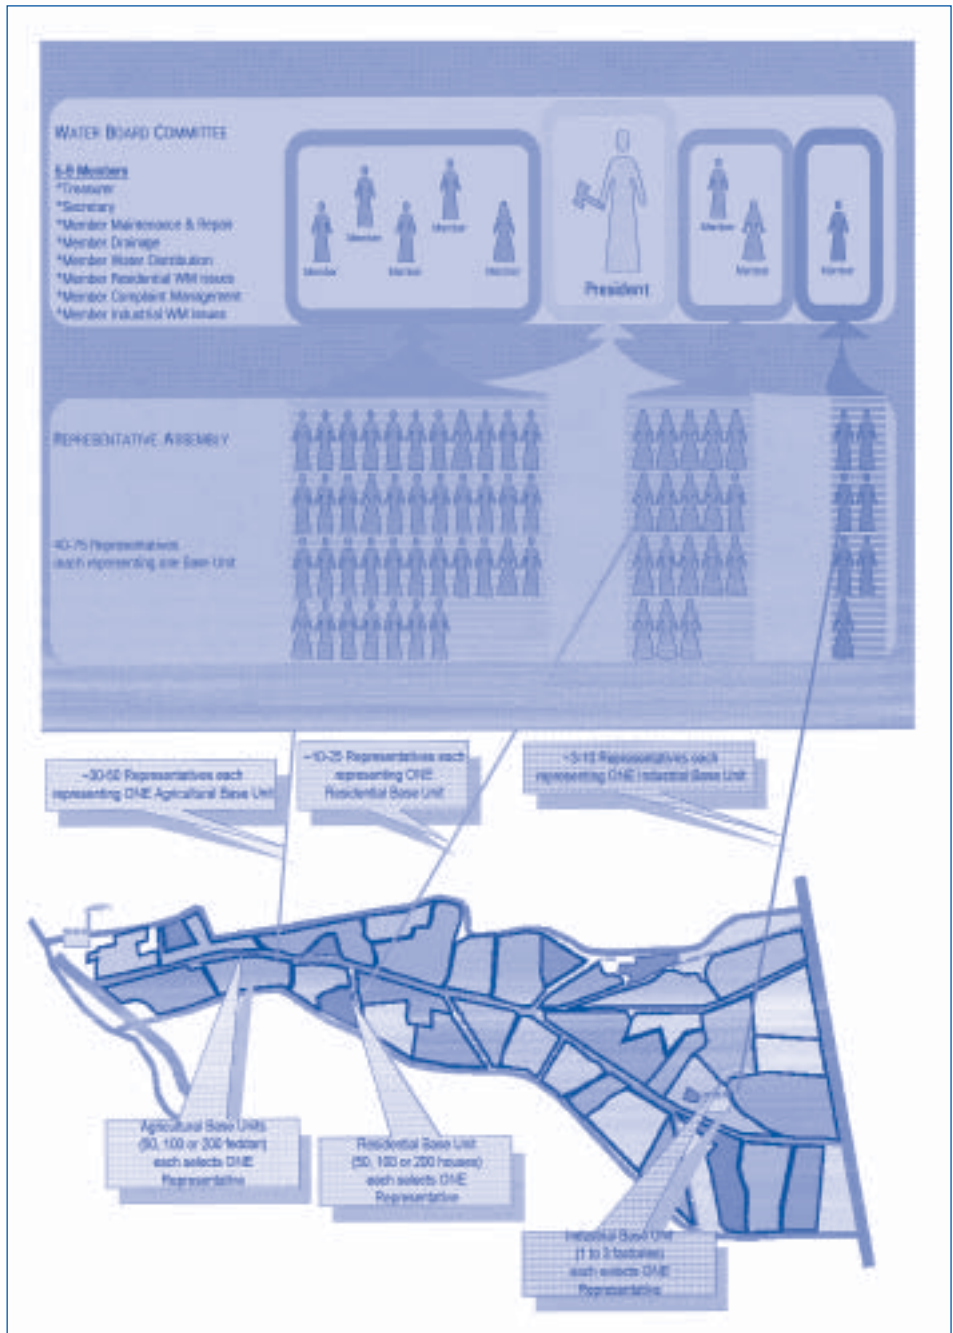 WATER BOARD COMMITTEE
6-9 Members
*Treasurer
*Secretary
*Member Maintenance & Repair
*Member Drainage
*Member Water Distribution
*Member Residential WM issues
*Member Complaint Management
*Member Industrial WM issues
Member
Member
Member
Member
Member
President
Member
Member
Member
REPRESENTATIVE ASSEMBLY
40-75 Representatives
each representing one Base Unit
~30-50 Representatives each
representing ONE Agricultural Base Unit
~10-25 Representatives each
representing ONE
Residential Base Unit
~5-10 Representatives each
representing ONE Industrial Base Unit
Agricultural Base Units
(50, 100 or 200 feddan)
each selects ONE
Representative
Residential Base Unit
(50, 100 or 200 houses)
each selects ONE
Representative
Industrial Base Unit
(1 to 3 factories)
each selects ONE
Representative